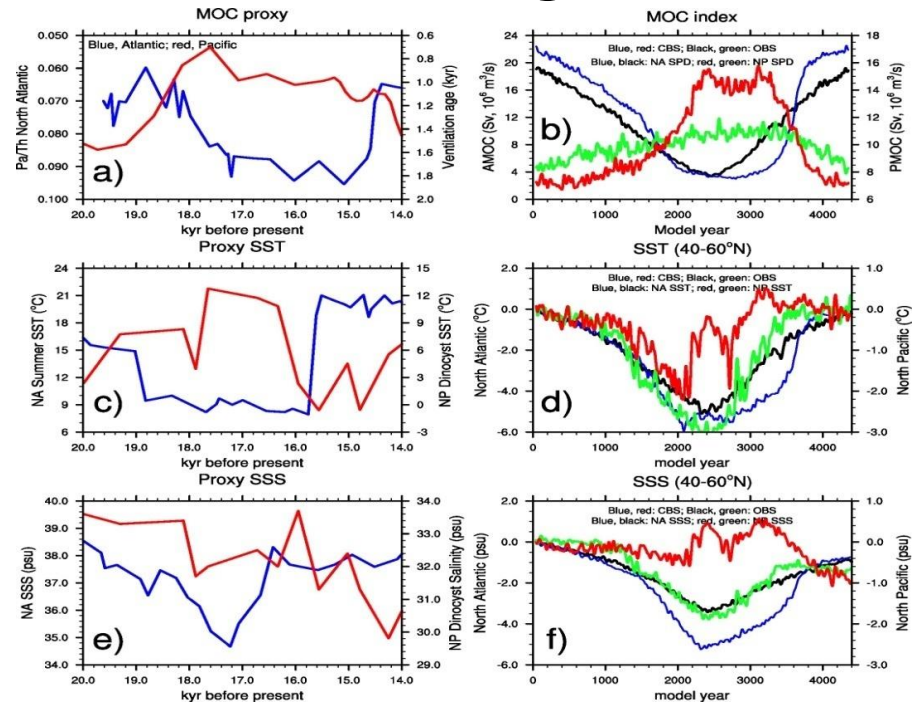 MOC proxy
Blue, Atlantic; red, Pacific
Pa/Th North Atlantic
0.050
0.060
0.070
0.080
0.090
0.100
Ventilation age (kyr)
0.6
0.8
1.0
1.2
1.4
1.6
1.8
2.0
a)
20.0 19.0 18.0 17.0 16.0 15.0 14.0
kyr before present
MOC index
Blue, red: CBS; Black, green: OBS
Blue, black: NA SPD; red, green: NP SPD
AMOC (Sv, 10⁶ m³/s)
24
20
16
12
8
4
0
PMOC (Sv, 10⁶ m³/s)
18
17
16
15
14
13
12
11
10
9
8
7
6
b)
0 1000 2000 3000 4000
Model year
Proxy SST
NA Summer SST (°C)
24
21
18
15
12
9
6
NP Dinocyst SST (°C)
15
12
9
6
3
0
-3
c)
20.0 19.0 18.0 17.0 16.0 15.0 14.0
kyr before present
SST (40-60°N)
Blue, red: CBS; Black, green: OBS
Blue, black: NA SST; red, green: NP SST
North Atlantic (°C)
2.0
0.0
-2.0
-4.0
-6.0
North Pacific (°C)
1.0
0.0
-1.0
-2.0
-3.0
d)
0 1000 2000 3000 4000
model year
Proxy SSS
NA SSS (psu)
40.0
39.0
38.0
37.0
36.0
35.0
34.0
NP Dinocyst Salinity (psu)
34.0
33.0
32.0
31.0
30.0
29.0
e)
20.0 19.0 18.0 17.0 16.0 15.0 14.0
kyr before present
SSS (40-60°N)
Blue, red: CBS; Black, green: OBS
Blue, black: NA SSS; red, green: NP SSS
North Atlantic (psu)
2.0
0.0
-2.0
-4.0
-6.0
North Pacific (psu)
1.0
0.0
-1.0
-2.0
-3.0
f)
0 1000 2000 3000 4000
model year